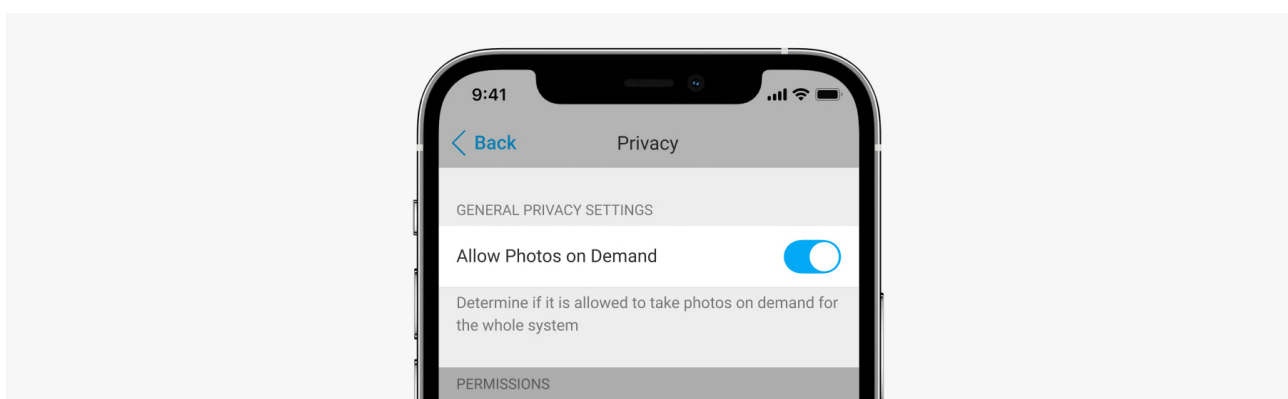 9:41
Back
Privacy
GENERAL PRIVACY SETTINGS
Allow Photos on Demand
Determine if it is allowed to take photos on demand for
the whole system
PERMISSIONS